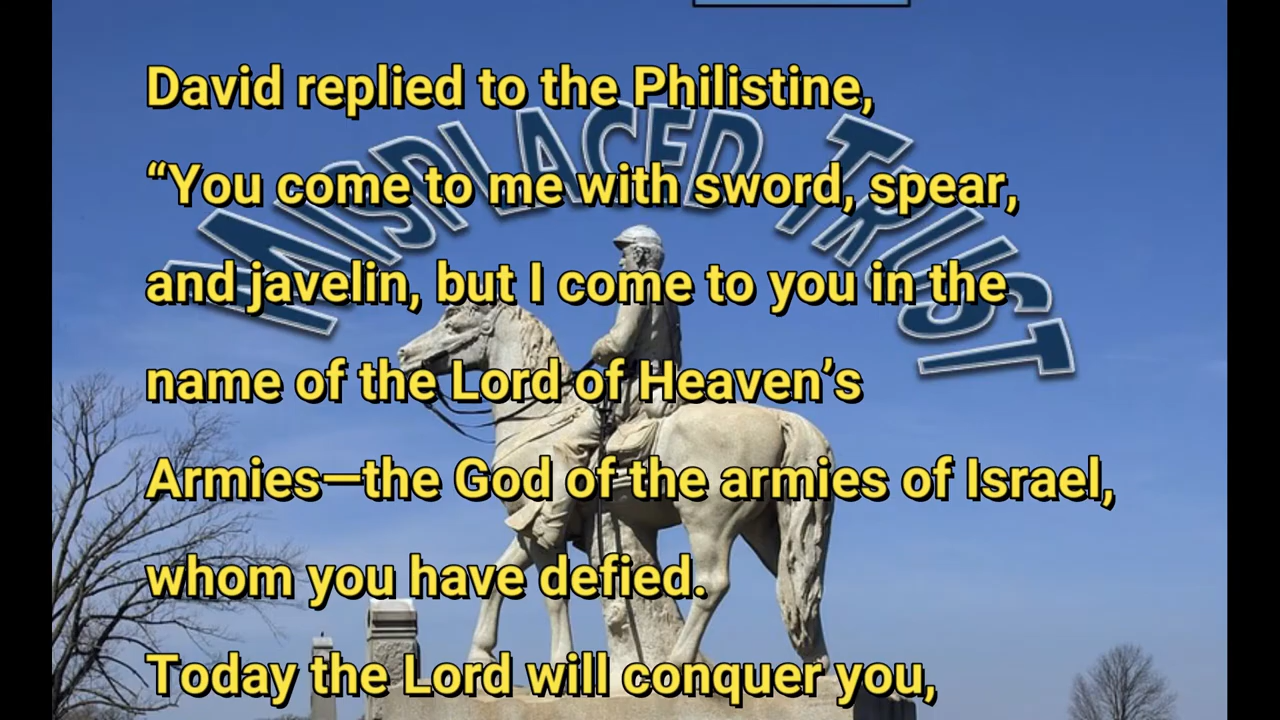 MISPLACED TRUST
David replied to the Philistine,
“You come to me with sword, spear,
and javelin, but I come to you in the
name of the Lord of Heaven’s
Armies—the God of the armies of Israel,
whom you have defied.
Today the Lord will conquer you,